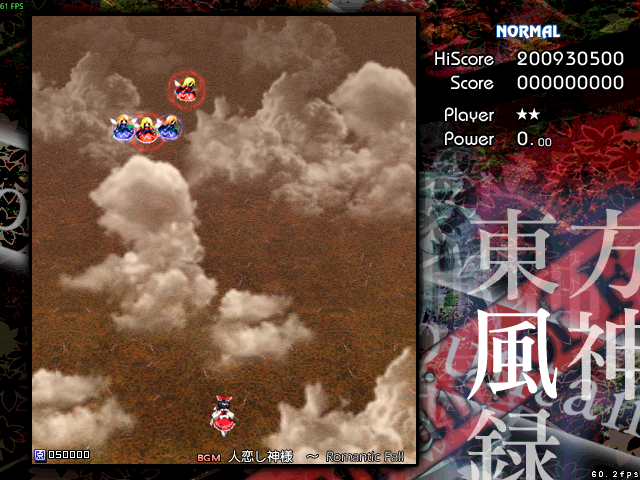 61 FPS
NORMAL
HiScore 200930500
Score 000000000
Player ★★
Power 0.00
東方
風神
録
050000
BGM 人恋し神様 ～ Romantic Fall
60.2fps